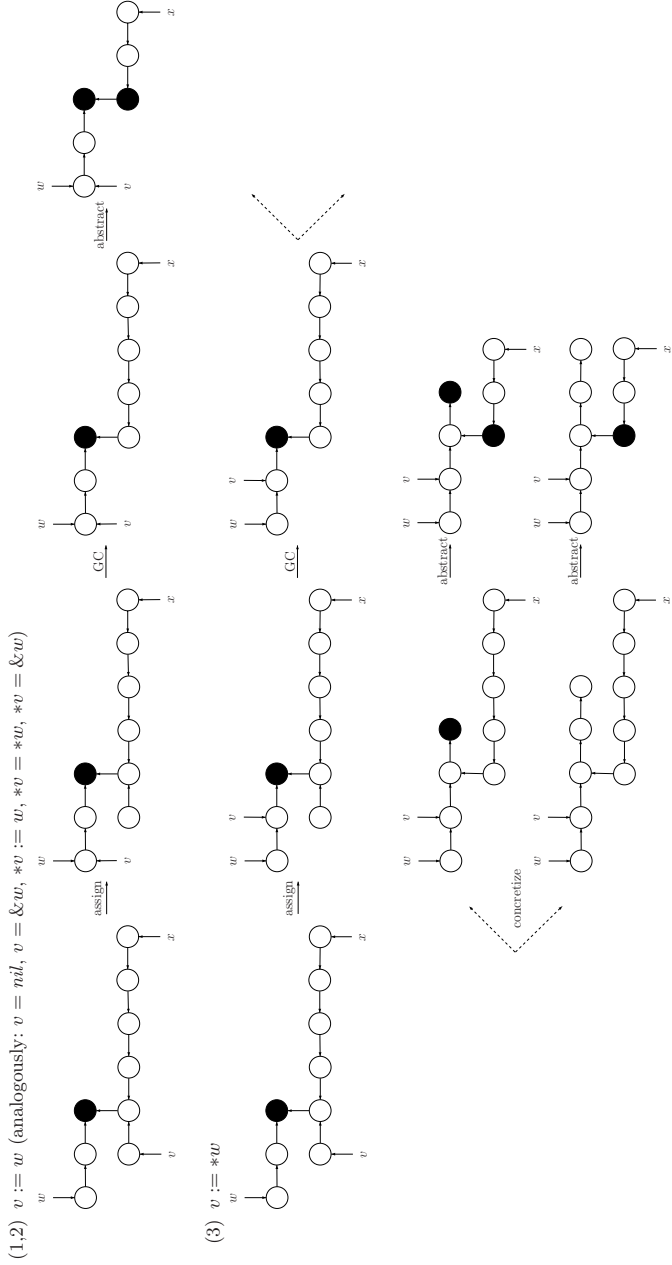 (1,2) v := w (analogously: v = nil, v = &w, *v := w, *v = *w, *v = &w)
w
v
x
assign
w
v
x
GC
w
v
x
abstract
w
v
x
(3) v := *w
w
v
x
assign
w
v
x
GC
w
v
x
concretize
w
v
x
abstract
w
v
x
w
v
x
abstract
w
v
x